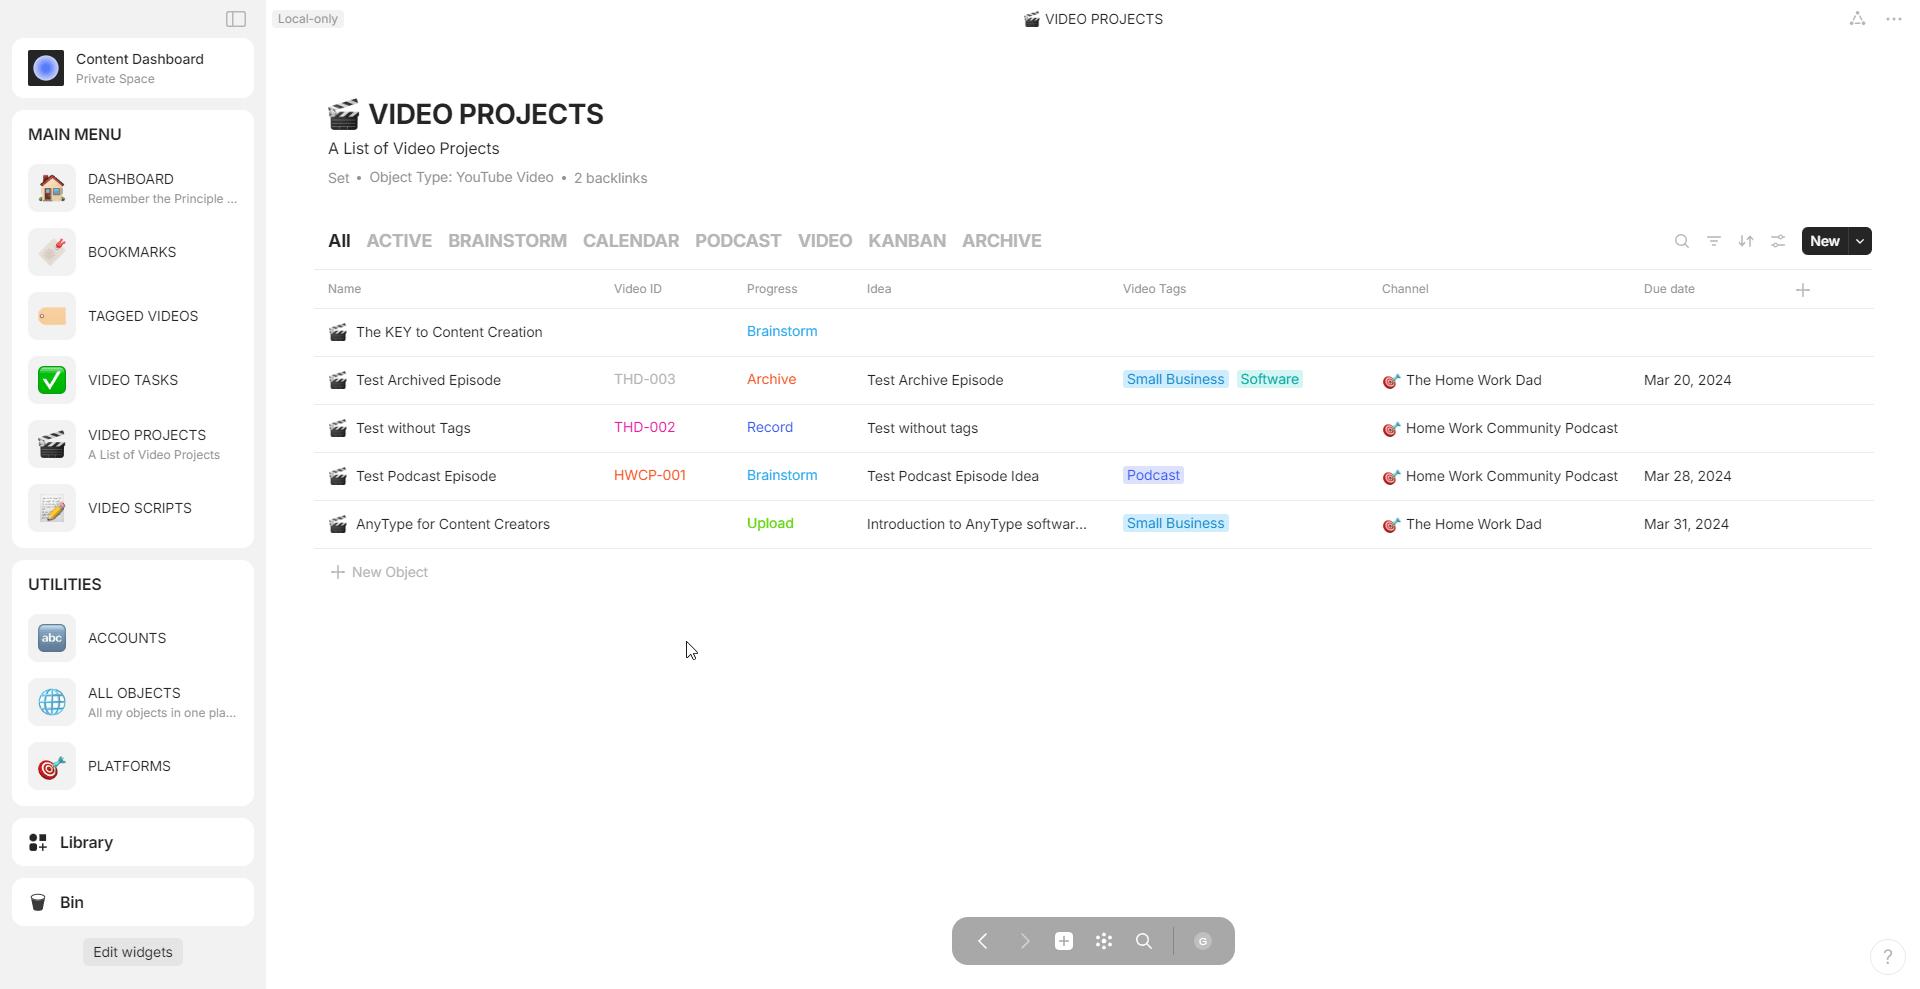 Local-only
🎬 VIDEO PROJECTS
Content Dashboard
Private Space
MAIN MENU
DASHBOARD
Remember the Principle ...
BOOKMARKS
TAGGED VIDEOS
VIDEO TASKS
VIDEO PROJECTS
A List of Video Projects
VIDEO SCRIPTS
UTILITIES
abc
ACCOUNTS
ALL OBJECTS
All my objects in one pla...
PLATFORMS
Library
Bin
Edit widgets
🎬 VIDEO PROJECTS
A List of Video Projects
Set • Object Type: YouTube Video • 2 backlinks
All ACTIVE BRAINSTORM CALENDAR PODCAST VIDEO KANBAN ARCHIVE New
Name Video ID Progress Idea Video Tags Channel Due date
The KEY to Content Creation Brainstorm
Test Archived Episode THD-003 Archive Test Archive Episode Small Business Software The Home Work Dad Mar 20, 2024
Test without Tags THD-002 Record Test without tags Home Work Community Podcast
Test Podcast Episode HWCP-001 Brainstorm Test Podcast Episode Idea Podcast Home Work Community Podcast Mar 28, 2024
AnyType for Content Creators Upload Introduction to AnyType softwar... Small Business The Home Work Dad Mar 31, 2024
+ New Object
G
?